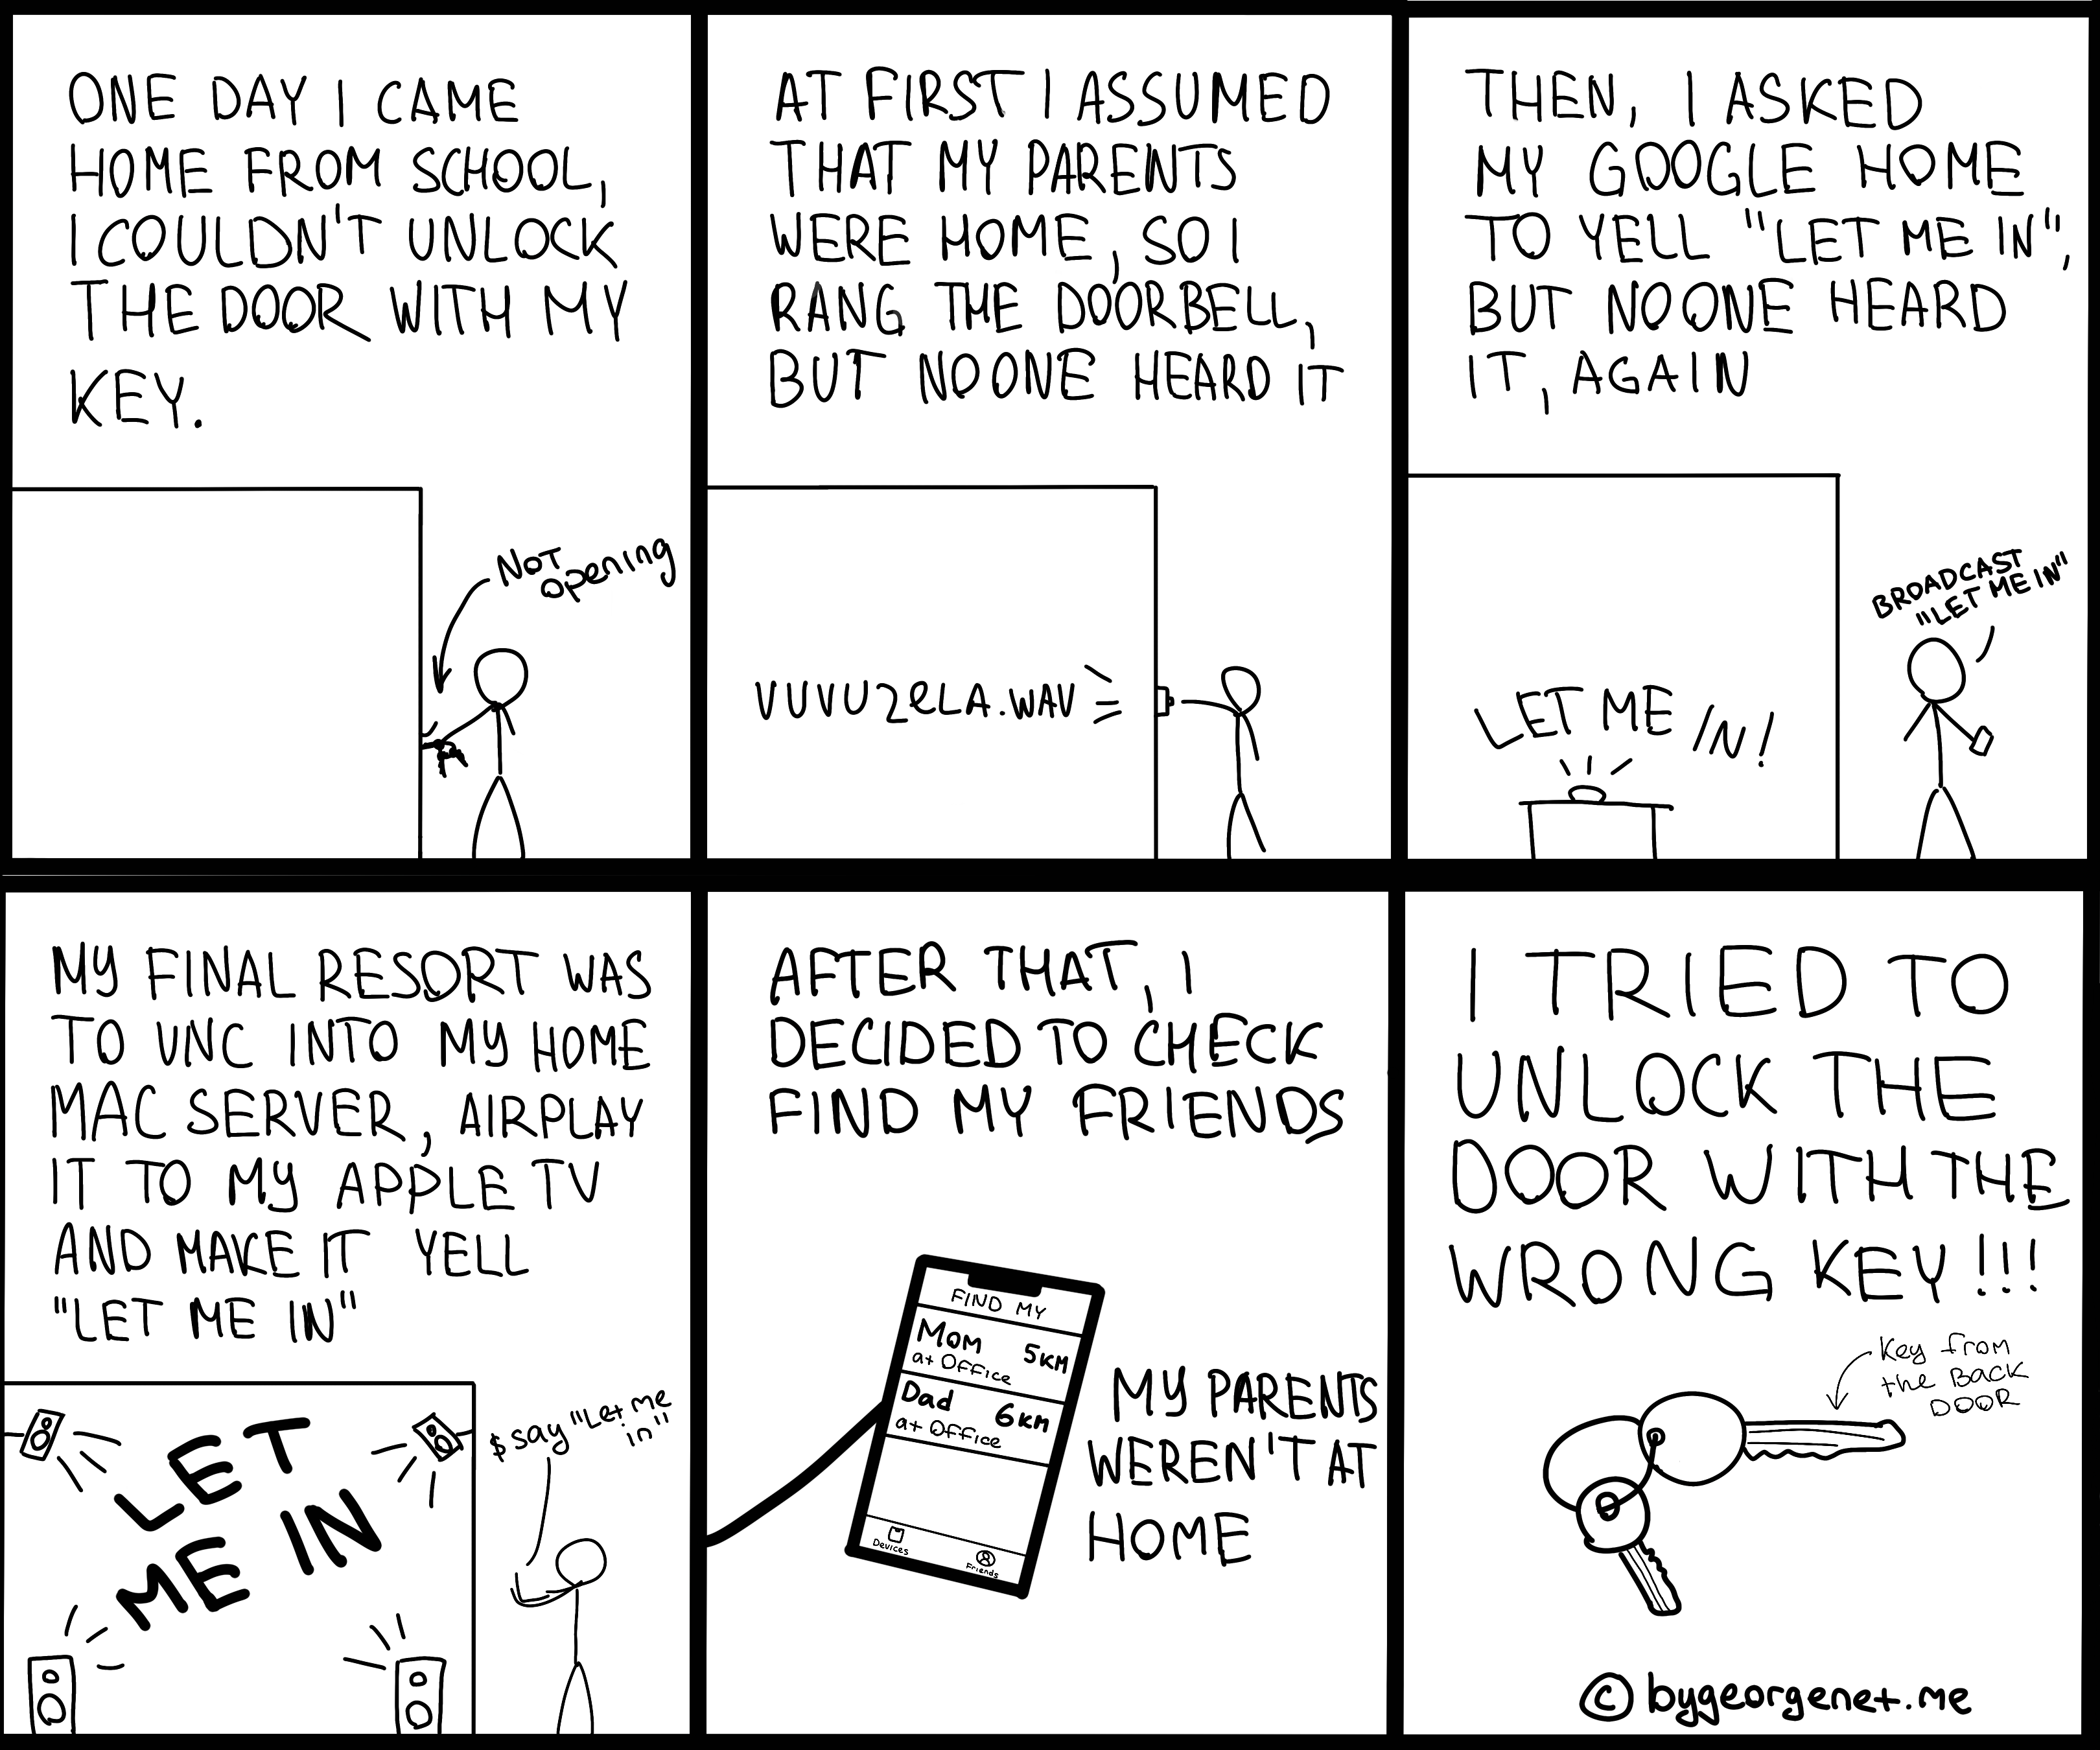 ONE DAY I CAME
HOME FROM SCHOOL,
I COULDN'T UNLOCK
THE DOOR WITH MY
KEY.
NOT
opening
AT FIRST I ASSUMED
THAT MY PARENTS
WERE HOME, SO I
RANG THE DOORBELL,
BUT NOONE HEARD IT
VUVUZELA.WAV
THEN, I ASKED
MY GOOGLE HOME
TO YELL "LET ME IN",
BUT NOONE HEARD
IT, AGAIN
BROADCAST
"LET ME IN"
LET ME IN!
MY FINAL RESORT WAS
TO VNC INTO MY HOME
MAC SERVER, AIRPLAY
IT TO MY APPLE TV
AND MAKE IT YELL
"LET ME IN"
$ say "Let me
in"
LET
ME IN
AFTER THAT, I
DECIDED TO CHECK
FIND MY FRIENDS
FIND MY
Mom 5KM
at Office
Dad 6KM
at Office
Devices
Friends
MY PARENTS
WEREN'T AT
HOME
I TRIED TO
UNLOCK THE
DOOR WITH THE
WRONG KEY!!!
Key from
the BACK
DOOR
© bygeorgenet.me